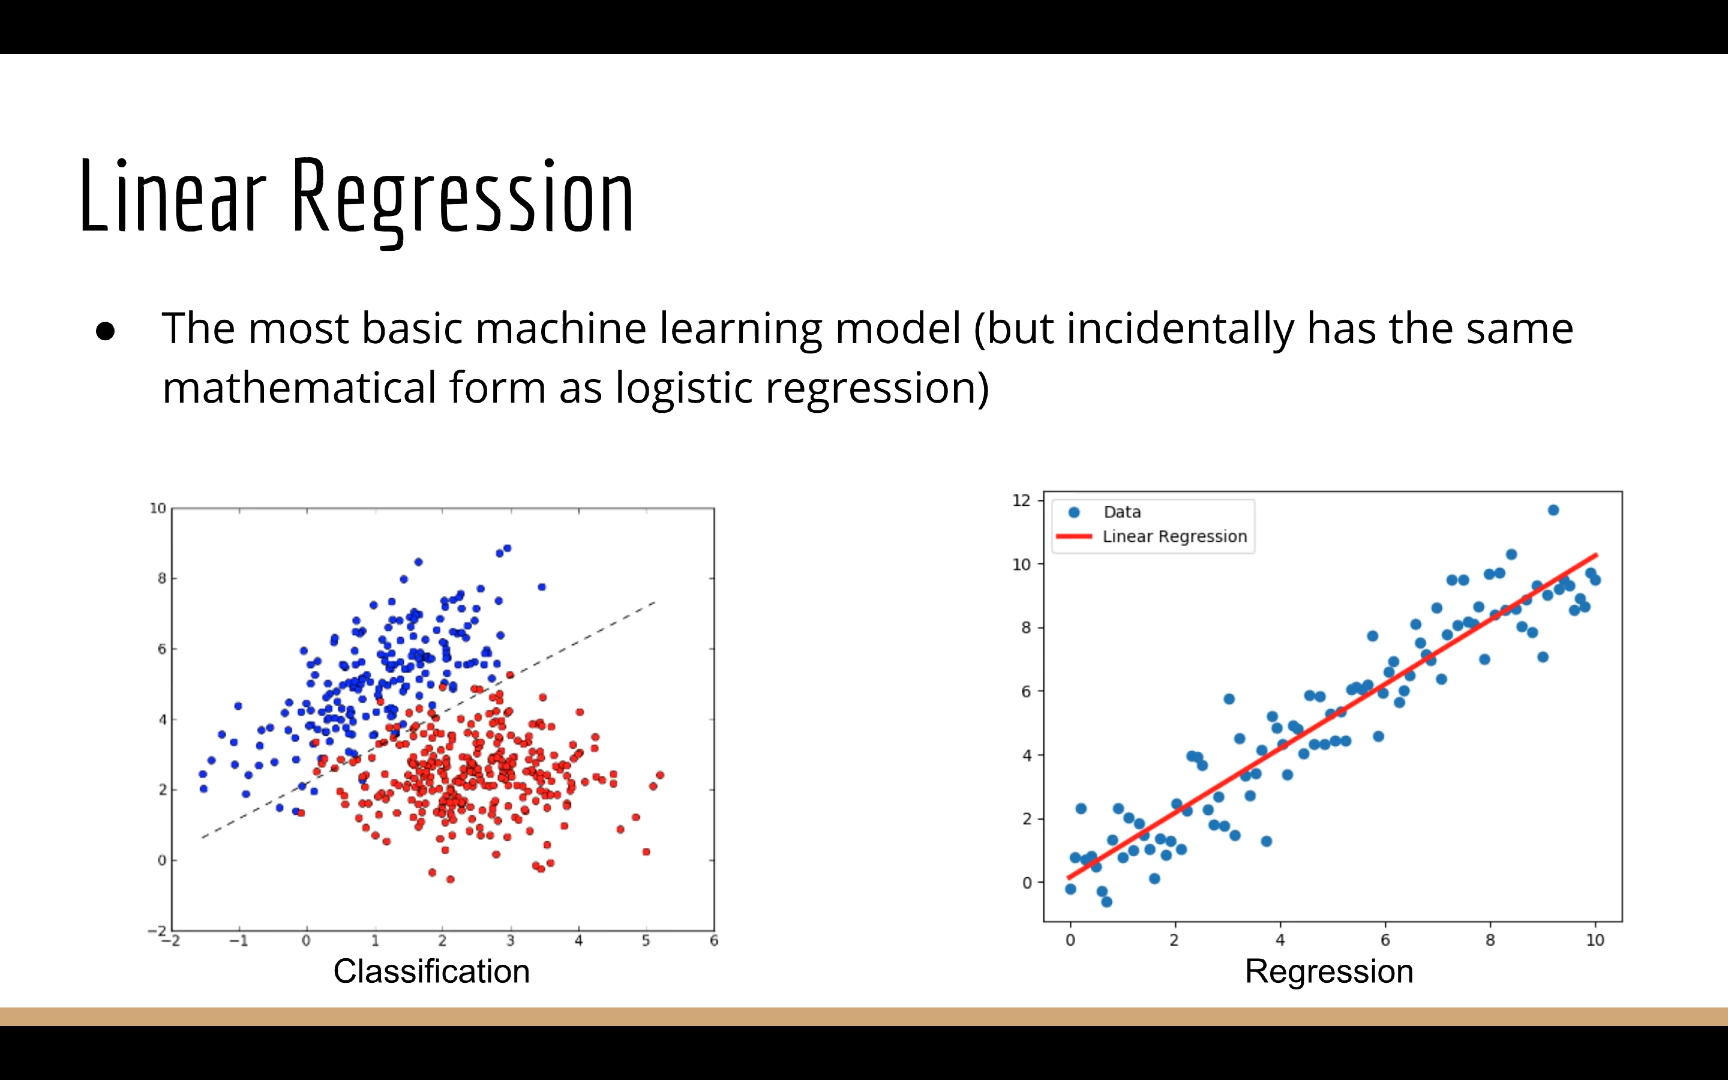 Linear Regression
● The most basic machine learning model (but incidentally has the same
mathematical form as logistic regression)
10
8
6
4
2
0
−2
−2 −1 0 1 2 3 4 5 6
Classification
Data
Linear Regression
12
10
8
6
4
2
0
0 2 4 6 8 10
Regression